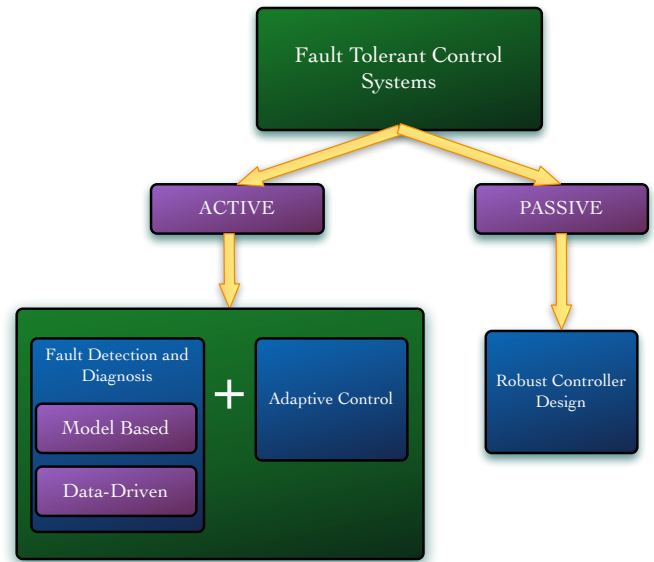 Fault Tolerant Control
Systems
ACTIVE
PASSIVE
Fault Detection and
Diagnosis
Model Based
Data-Driven
+
Adaptive Control
Robust Controller
Design